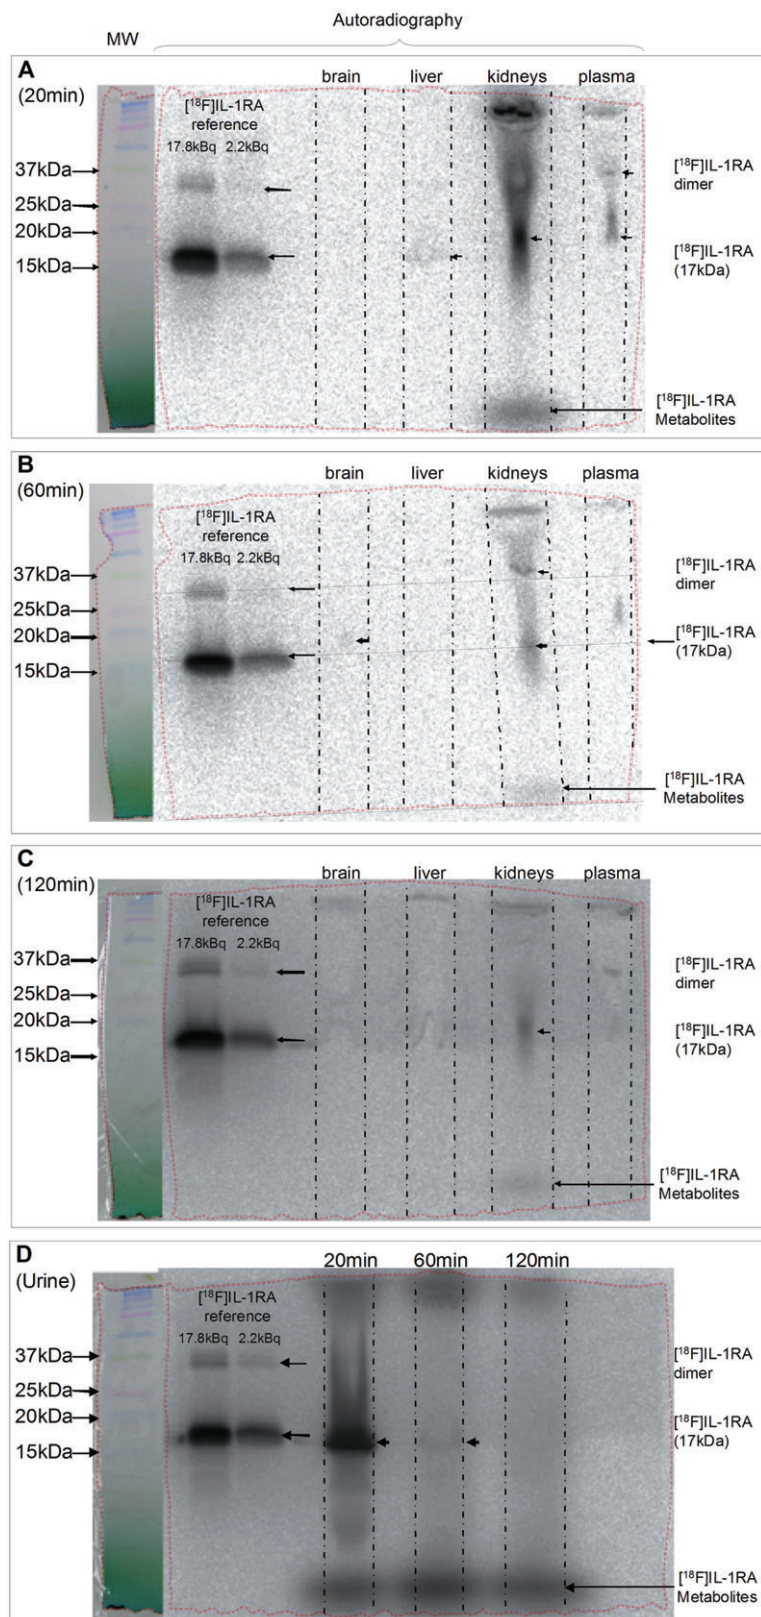 Autoradiography
MW
A
(20min)
brain liver kidneys plasma
[¹⁸F]IL-1RA
reference
17.8kBq 2.2kBq
37kDa
25kDa
20kDa
15kDa
[¹⁸F]IL-1RA
dimer
[¹⁸F]IL-1RA
(17kDa)
[¹⁸F]IL-1RA
Metabolites
B
(60min)
brain liver kidneys plasma
[¹⁸F]IL-1RA
reference
17.8kBq 2.2kBq
37kDa
25kDa
20kDa
15kDa
[¹⁸F]IL-1RA
dimer
[¹⁸F]IL-1RA
(17kDa)
[¹⁸F]IL-1RA
Metabolites
C
(120min)
brain liver kidneys plasma
[¹⁸F]IL-1RA
reference
17.8kBq 2.2kBq
37kDa
25kDa
20kDa
15kDa
[¹⁸F]IL-1RA
dimer
[¹⁸F]IL-1RA
(17kDa)
[¹⁸F]IL-1RA
Metabolites
D
(Urine)
20min 60min 120min
[¹⁸F]IL-1RA
reference
17.8kBq 2.2kBq
37kDa
25kDa
20kDa
15kDa
[¹⁸F]IL-1RA
dimer
[¹⁸F]IL-1RA
(17kDa)
[¹⁸F]IL-1RA
Metabolites